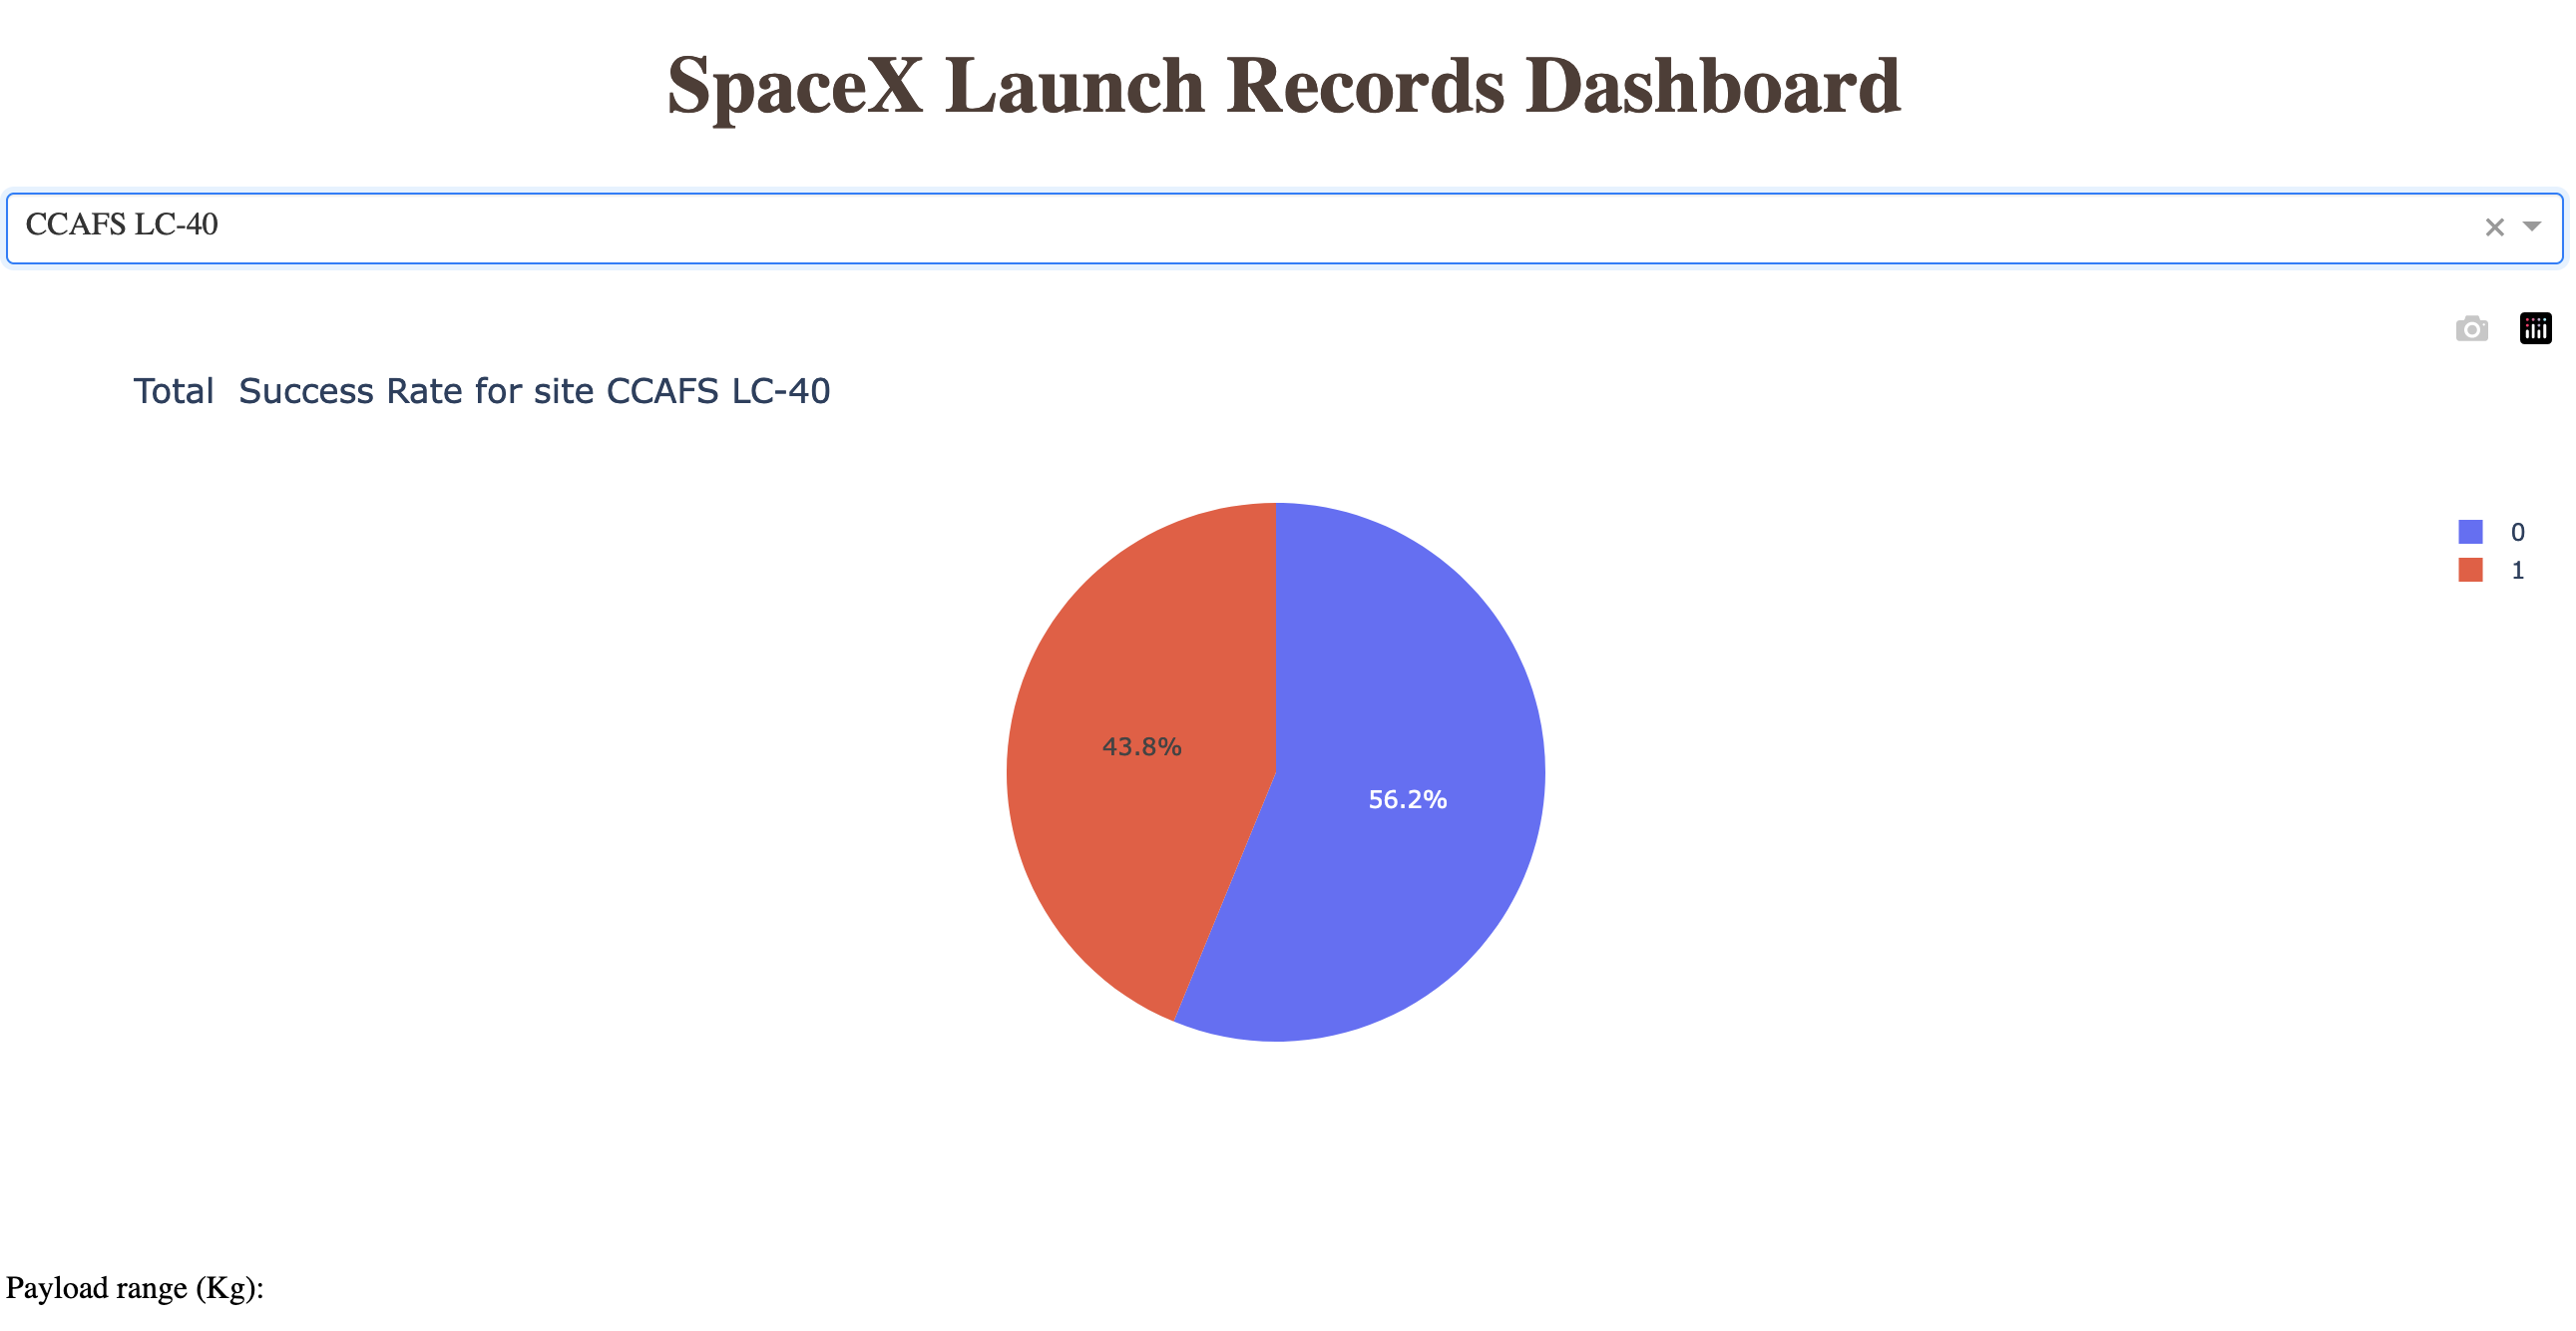 SpaceX Launch Records Dashboard
CCAFS LC-40
Total  Success Rate for site CCAFS LC-40
0
1
43.8%
56.2%
Payload range (Kg):